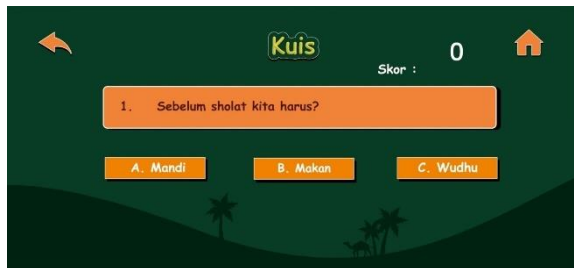 Kuis
Skor : 0
1. Sebelum sholat kita harus?
A. Mandi
B. Makan
C. Wudhu